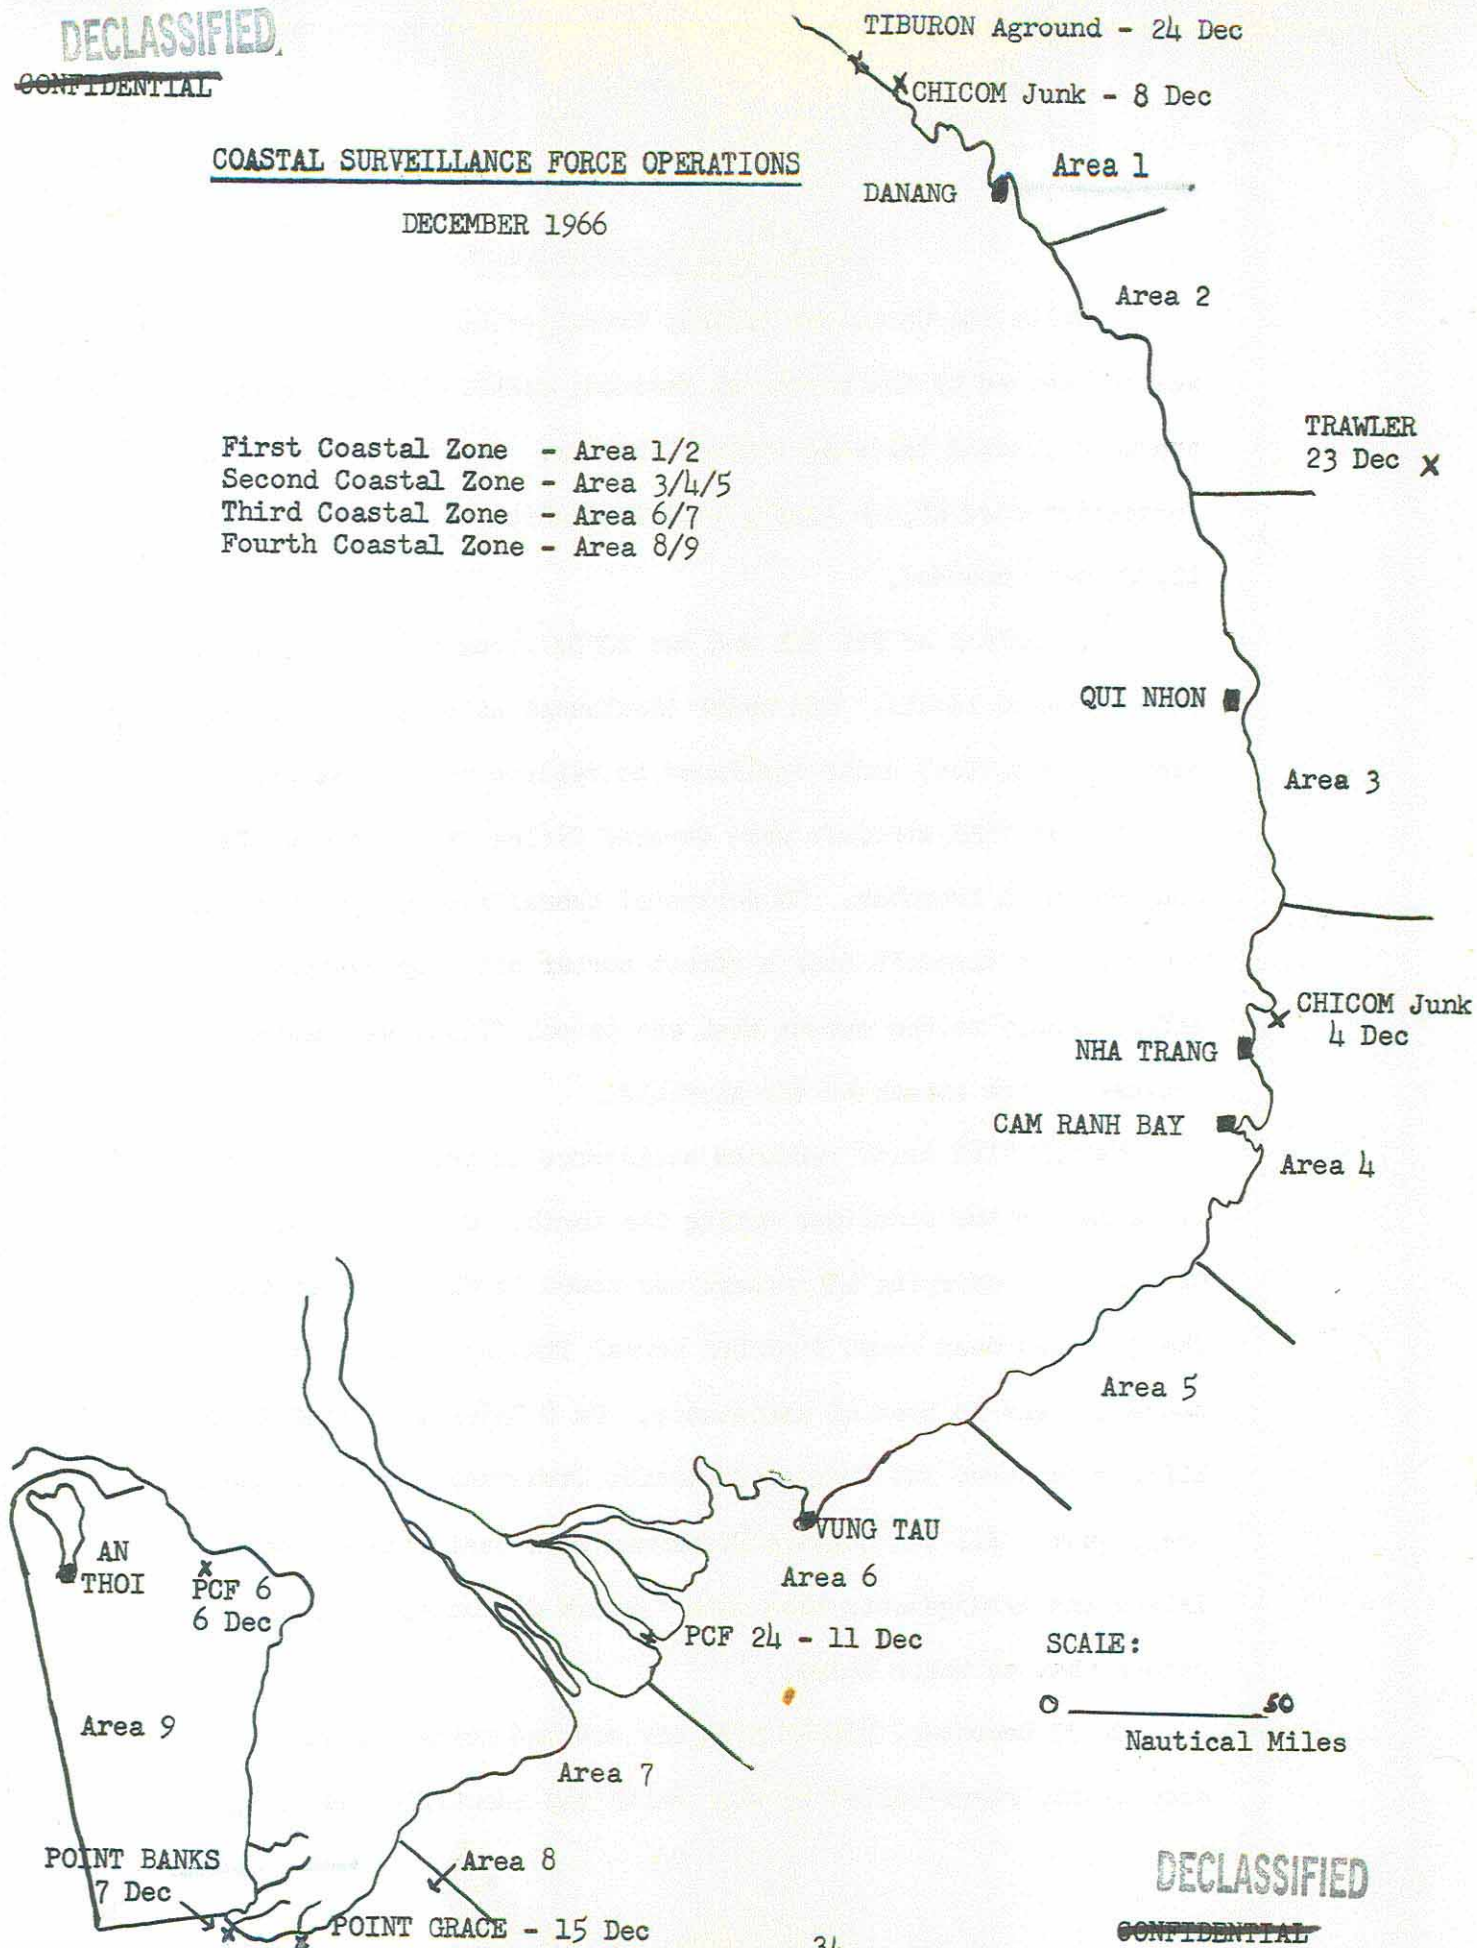 DECLASSIFIED
CONFIDENTIAL
TIBURON Aground - 24 Dec
CHICOM Junk - 8 Dec
COASTAL SURVEILLANCE FORCE OPERATIONS
DECEMBER 1966
Area 1
DANANG
Area 2
First Coastal Zone - Area 1/2
Second Coastal Zone - Area 3/4/5
Third Coastal Zone - Area 6/7
Fourth Coastal Zone - Area 8/9
TRAWLER
23 Dec X
QUI NHON
Area 3
CHICOM Junk
4 Dec
NHA TRANG
CAM RANH BAY
Area 4
Area 5
VUNG TAU
Area 6
AN
THOI
PCF 6
6 Dec
PCF 24 - 11 Dec
SCALE:
0 50
Nautical Miles
Area 9
Area 7
POINT BANKS
7 Dec
Area 8
POINT GRACE - 15 Dec
34
DECLASSIFIED
CONFIDENTIAL